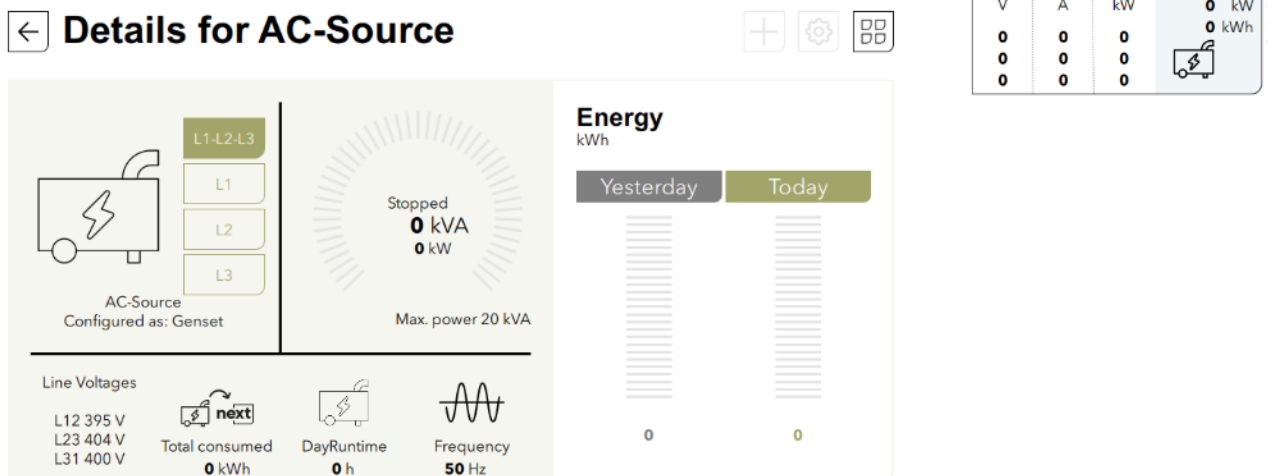 Details for AC-Source
L1-L2-L3
L1
L2
L3
AC-Source
Configured as: Genset
Stopped
0 kVA
0 kW
Max. power 20 kVA
Line Voltages
L12 395 V
L23 404 V
L31 400 V
next
Total consumed
0 kWh
DayRuntime
0 h
Frequency
50 Hz
Energy
kWh
Yesterday
Today
0
0
V A kW
0 0 0
0 0 0
0 0 0
0 kW
0 kWh